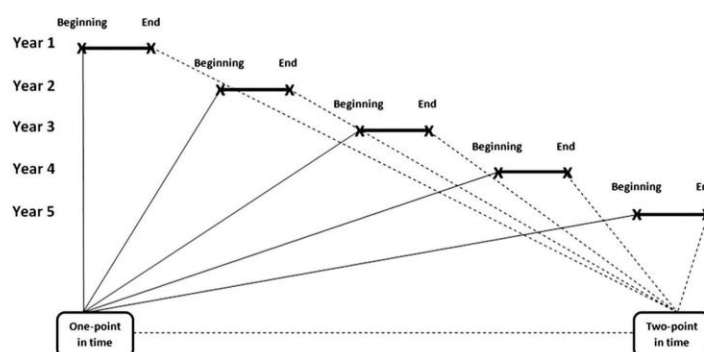 Beginning End
Year 1
Beginning End
Year 2
Beginning End
Year 3
Beginning End
Year 4
Beginning
Year 5
One-point
in time
Two-point
in time